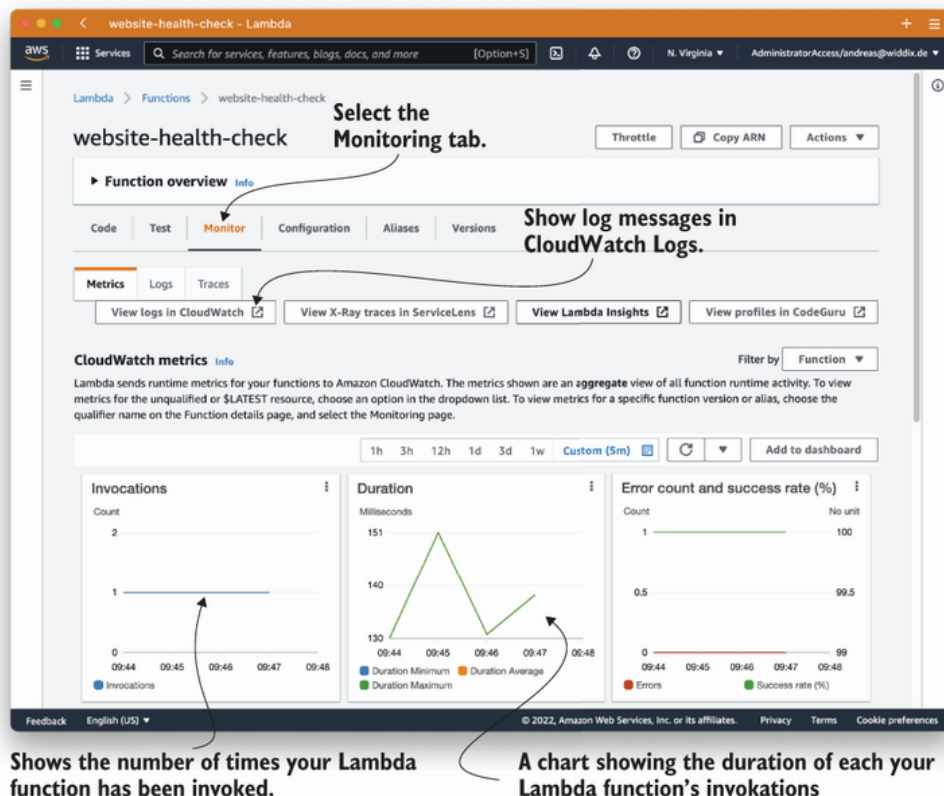 website-health-check - Lambda
aws Services Search for services, features, blogs, docs, and more [Option+S] N. Virginia ▼ AdministratorAccess/andreas@widdix.de ▼
Lambda > Functions > website-health-check
Select the
Monitoring tab.
website-health-check
Throttle Copy ARN Actions ▼
▶ Function overview Info
Code Test Monitor Configuration Aliases Versions
Show log messages in
CloudWatch Logs.
Metrics Logs Traces
View logs in CloudWatch View X-Ray traces in ServiceLens View Lambda Insights View profiles in CodeGuru
CloudWatch metrics Info
Filter by Function ▼
Lambda sends runtime metrics for your functions to Amazon CloudWatch. The metrics shown are an aggregate view of all function runtime activity. To view
metrics for the unqualified or $LATEST resource, choose an option in the dropdown list. To view metrics for a specific function version or alias, choose the
qualifier name on the Function details page, and select the Monitoring page.
1h 3h 12h 1d 3d 1w Custom (5m) ▼ Add to dashboard
Invocations
Count
2
1
0
09:44 09:45 09:46 09:47 09:48
Invocations
Duration
Milliseconds
151
140
130
09:44 09:45 09:46 09:47 09:48
Duration Minimum Duration Average
Duration Maximum
Error count and success rate (%)
Count No unit
1 100
0.5 99.5
0 99
09:44 09:45 09:46 09:47 09:48
Errors Success rate (%)
Feedback English (US) ▼ © 2022, Amazon Web Services, Inc. or its affiliates. Privacy Terms Cookie preferences
Shows the number of times your Lambda
function has been invoked.
A chart showing the duration of each your
Lambda function's invokations